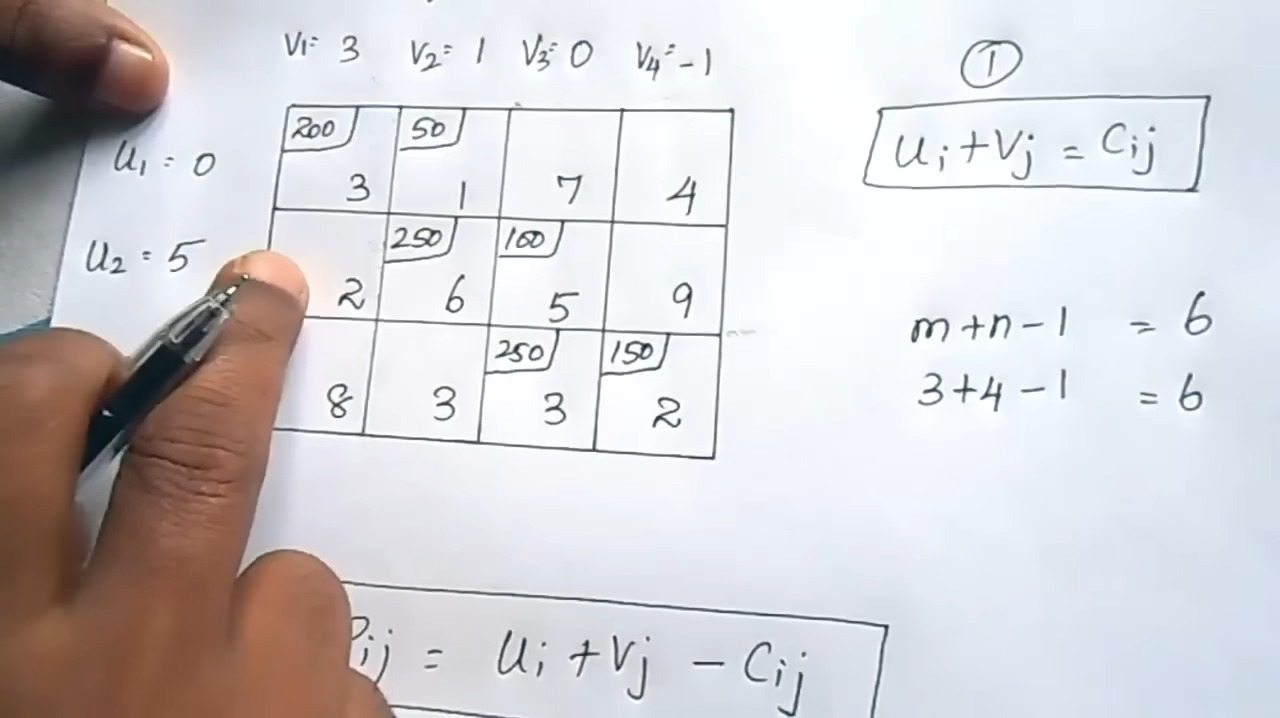 V1= 3 V2= 1 V3= 0 V4= -1
1
Ui+Vj = Cij
U1 = 0
200 50
3 1 7 4
U2 = 5
250 100
2 6 5 9
m+n-1 = 6
250 150
8 3 3 2
3+4-1 = 6
ij = Ui+Vj - Cij